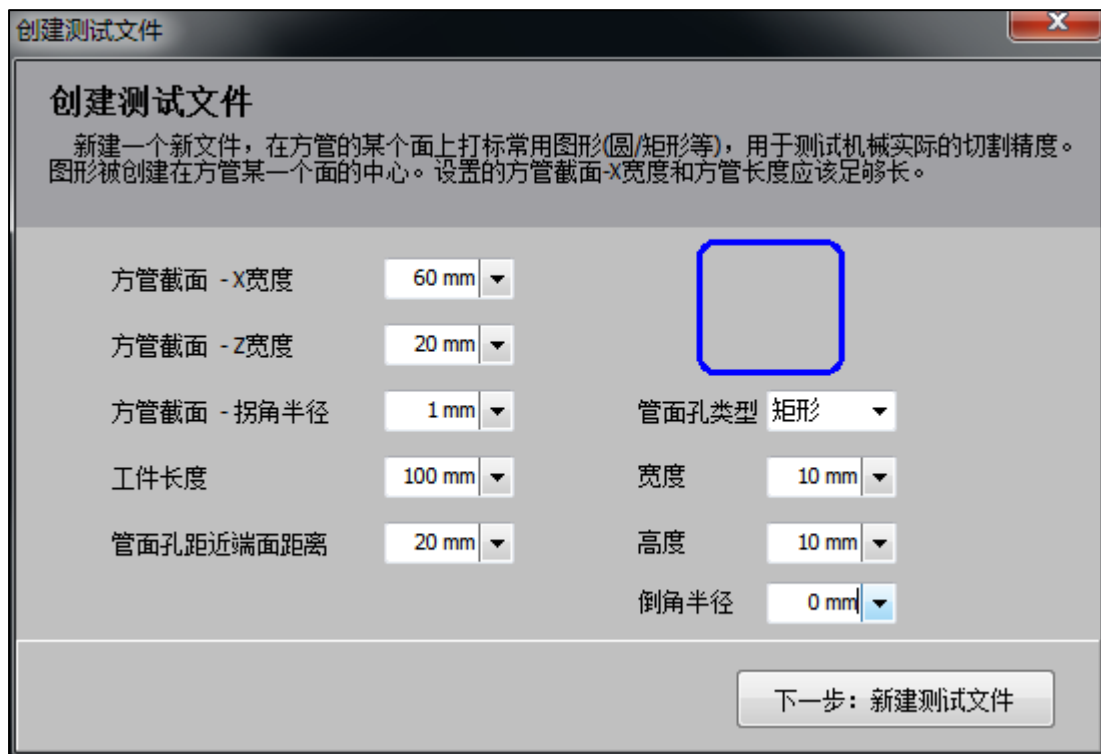 创建测试文件
创建测试文件
新建一个新文件，在方管的某个面上打标常用图形(圆/矩形等)，用于测试机械实际的切割精度。
图形被创建在方管某一个面的中心。设置的方管截面-X宽度和方管长度应该足够长。
方管截面 -X宽度 60 mm
方管截面 -Z宽度 20 mm
方管截面 -拐角半径 1 mm
管面孔类型 矩形
工件长度 100 mm
宽度 10 mm
管面孔距近端面距离 20 mm
高度 10 mm
倒角半径 0 mm
下一步：新建测试文件